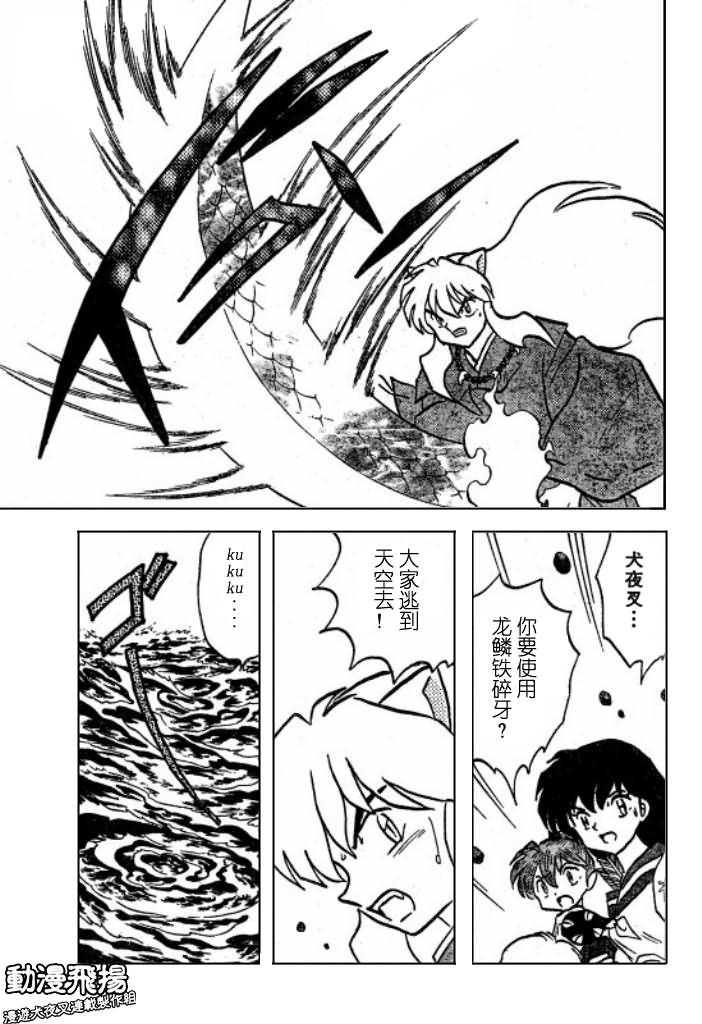 犬夜叉…
你要使用
龙鳞铁碎牙？
大家逃到
天空去！
ku
ku
ku
‥‥
動漫飛揚
漫遊犬夜叉連載製作組